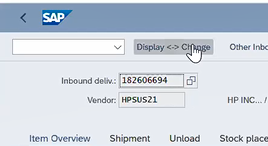 SAP
Display <-> Change Other Inbo
Inbound deliv.: 182606694
Vendor: HPSUS21 HP INC... /
Item Overview Shipment Unload Stock place